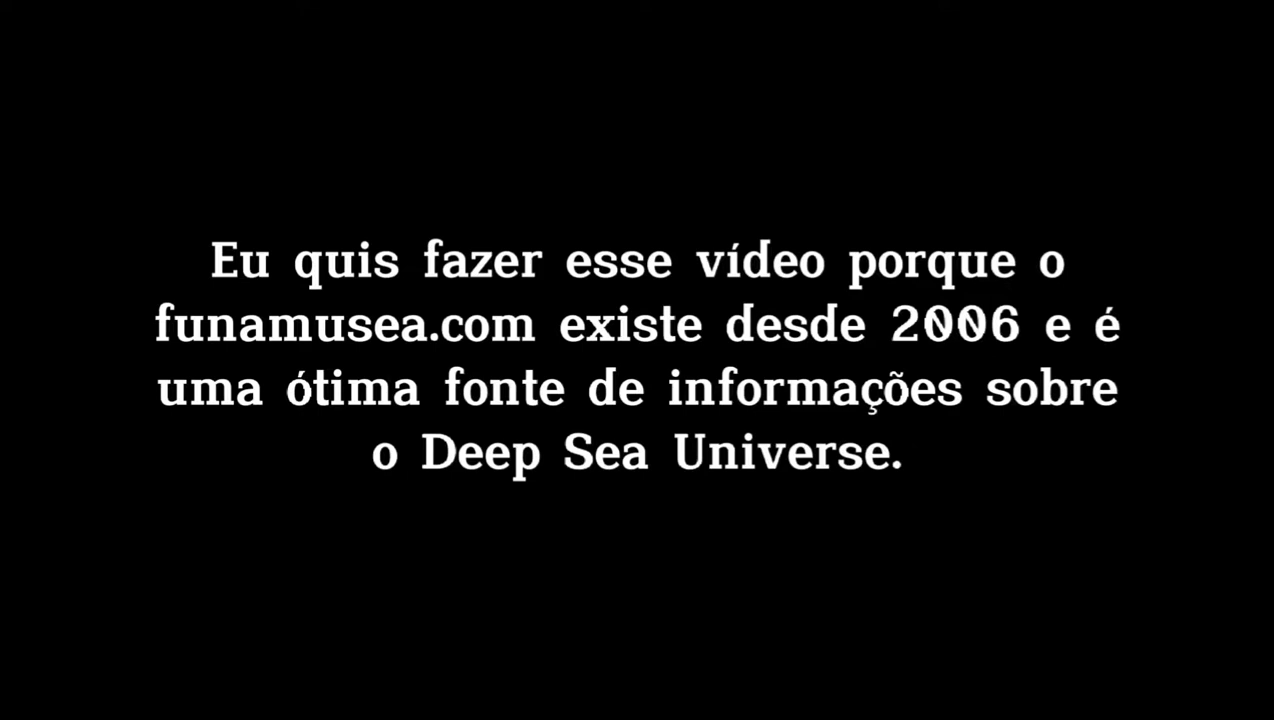 Eu quis fazer esse vídeo porque o
funamusea.com existe desde 2006 e é
uma ótima fonte de informações sobre
o Deep Sea Universe.